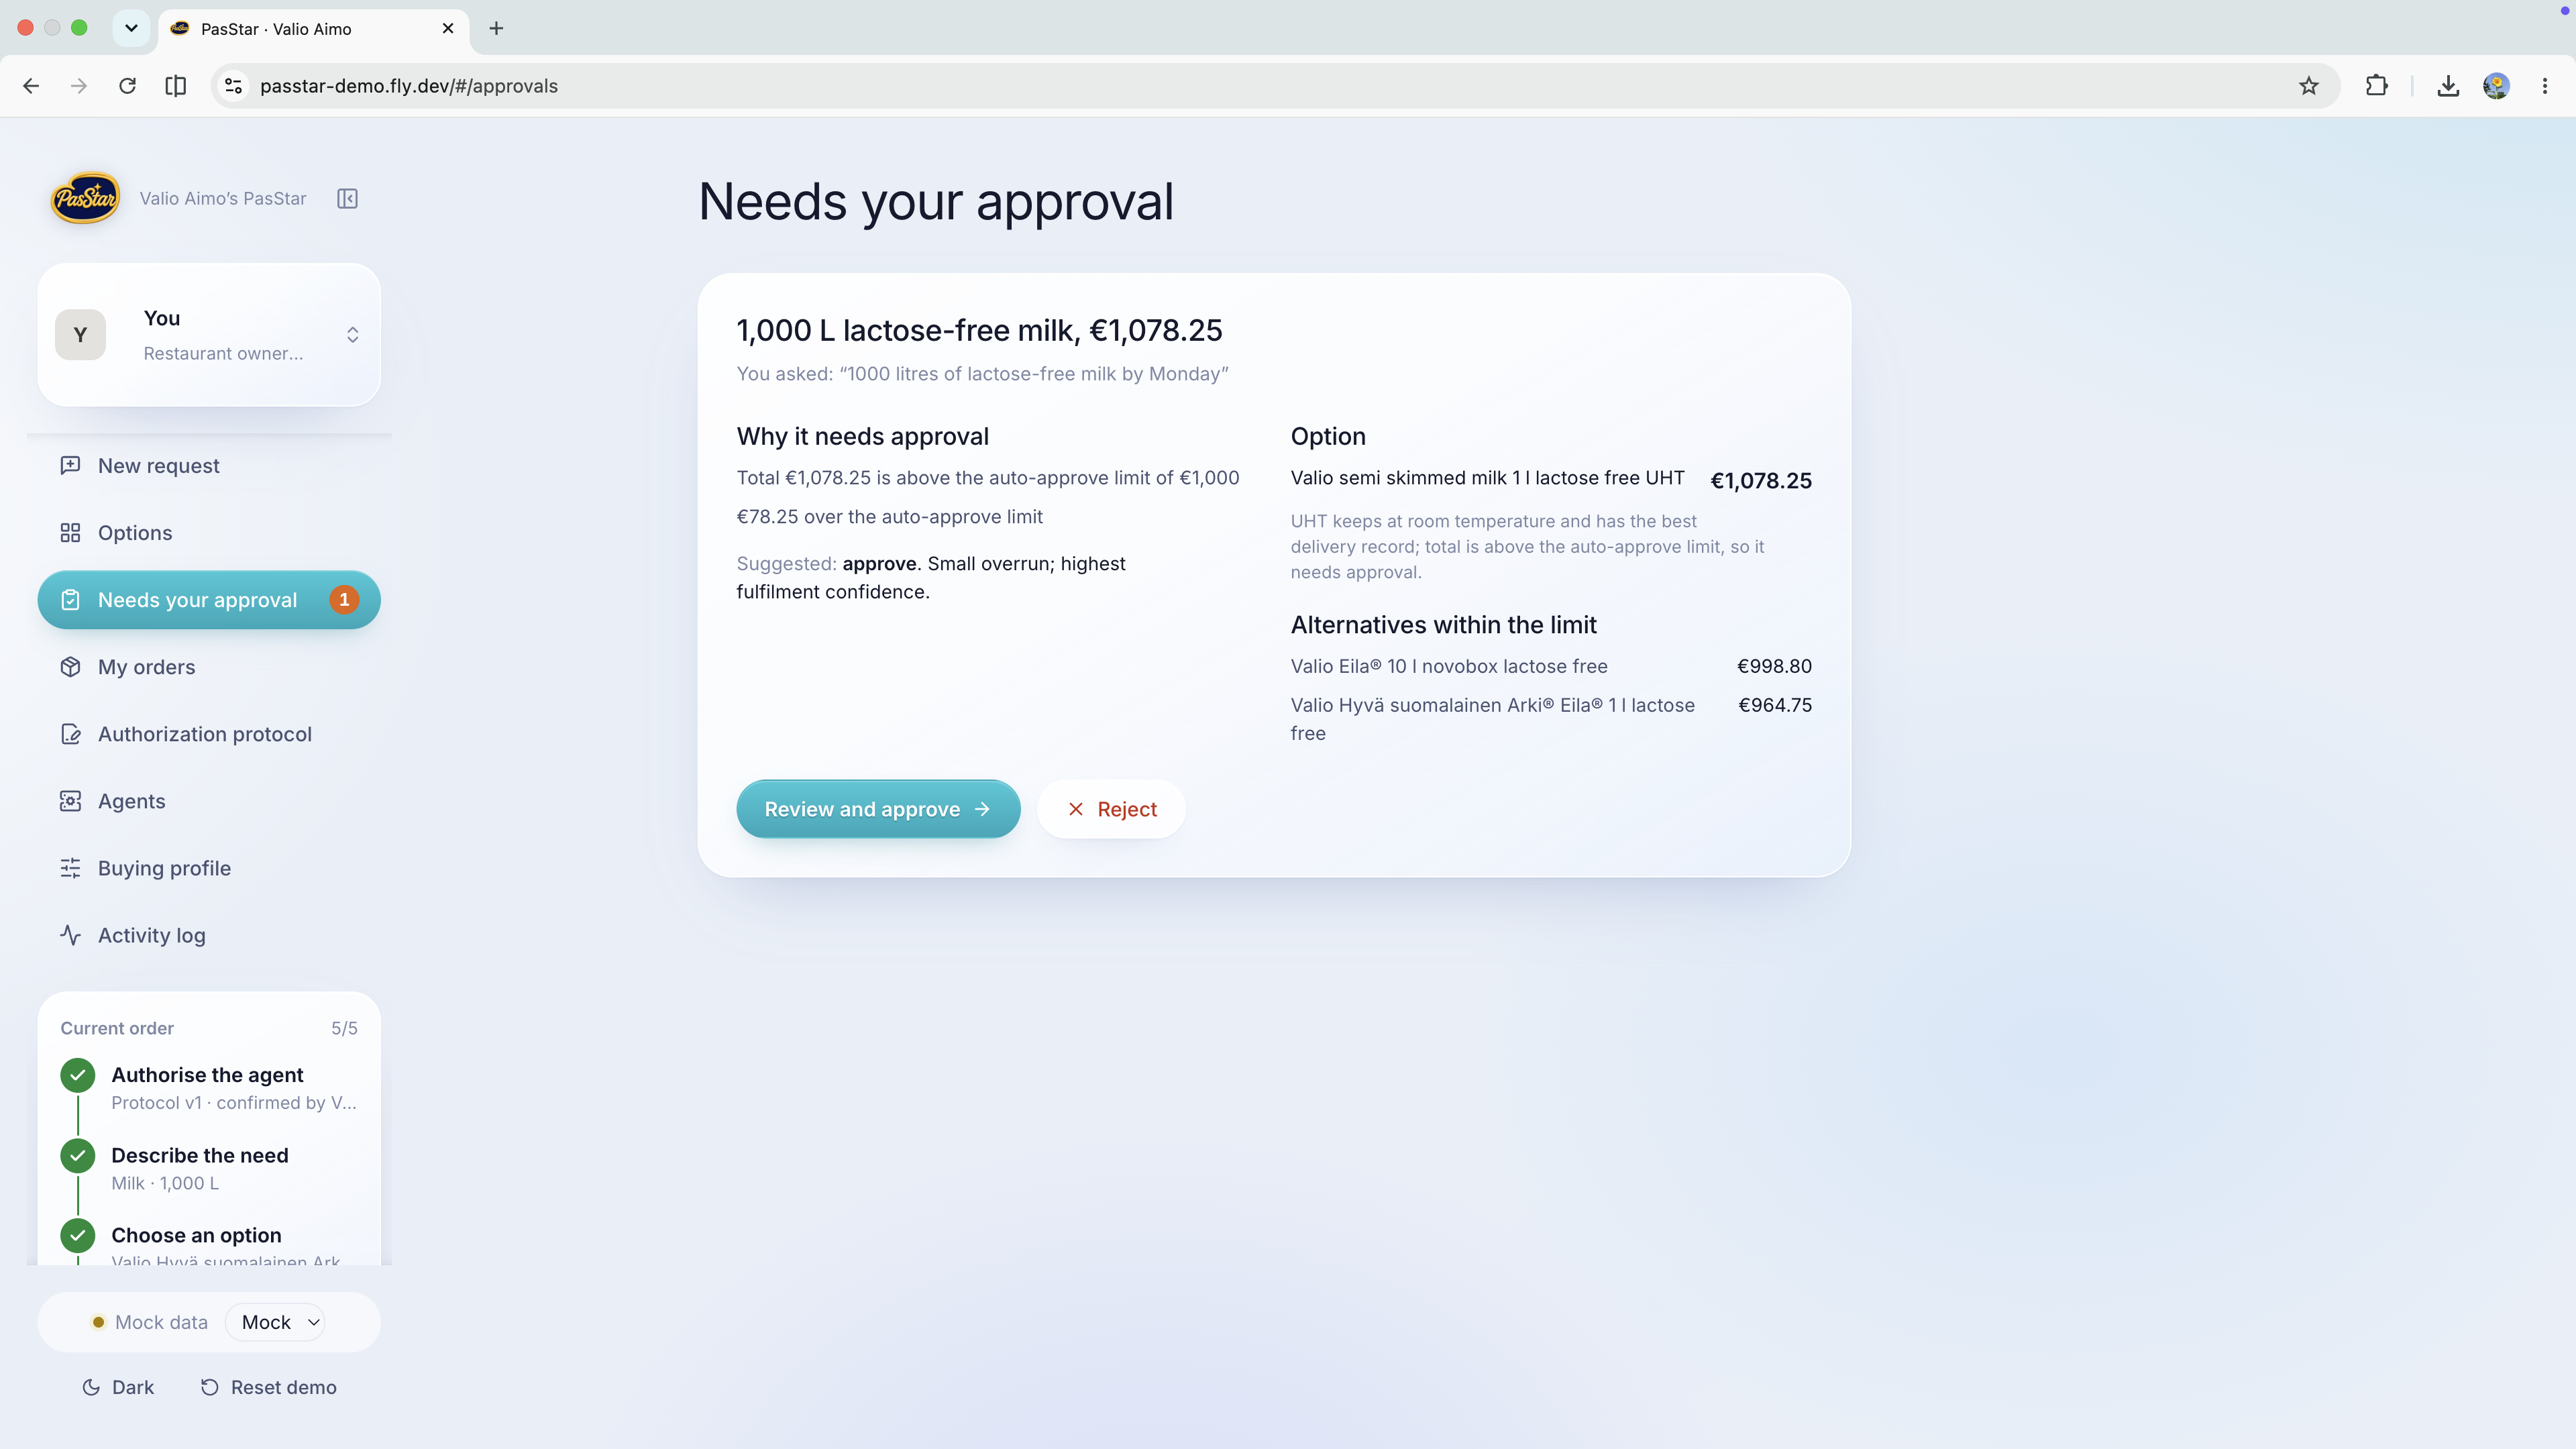 PasStar · Valio Aimo
passtar-demo.fly.dev/#/approvals
PasStar
Valio Aimo’s PasStar
Y
You
Restaurant owner...
New request
Options
Needs your approval 1
My orders
Authorization protocol
Agents
Buying profile
Activity log
Current order 5/5
Authorise the agent
Protocol v1 · confirmed by V...
Describe the need
Milk · 1,000 L
Choose an option
Valio Hyvä suomalainen Ark...
Mock data Mock
Dark Reset demo
Needs your approval
1,000 L lactose-free milk, €1,078.25
You asked: “1000 litres of lactose-free milk by Monday”
Why it needs approval
Total €1,078.25 is above the auto-approve limit of €1,000
€78.25 over the auto-approve limit
Suggested: approve. Small overrun; highest
fulfilment confidence.
Option
Valio semi skimmed milk 1 l lactose free UHT €1,078.25
UHT keeps at room temperature and has the best
delivery record; total is above the auto-approve limit, so it
needs approval.
Alternatives within the limit
Valio Eila® 10 l novobox lactose free €998.80
Valio Hyvä suomalainen Arki® Eila® 1 l lactose €964.75
free
Review and approve
Reject